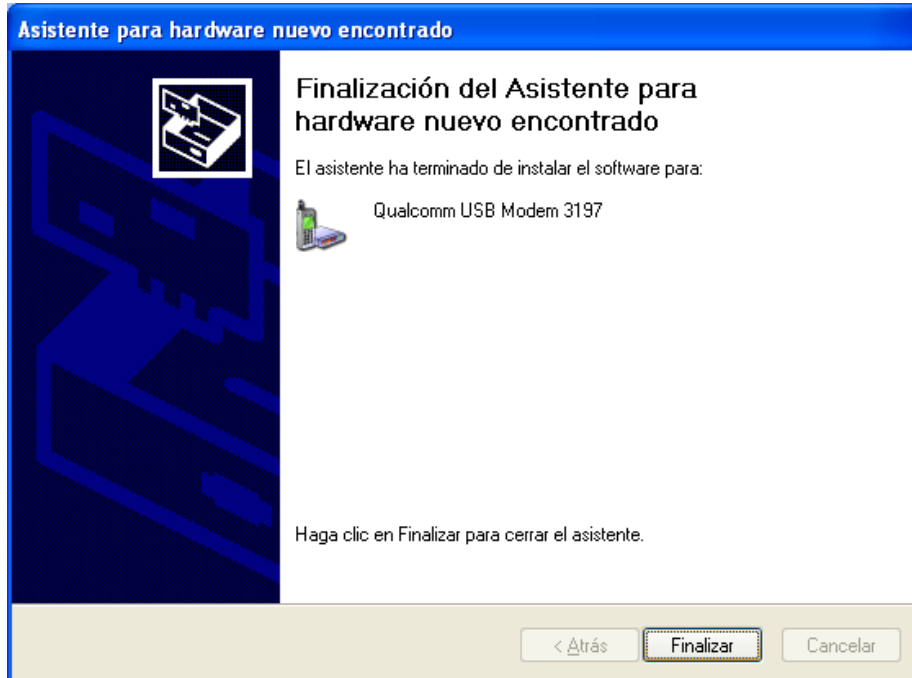 Asistente para hardware nuevo encontrado
Finalización del Asistente para
hardware nuevo encontrado
El asistente ha terminado de instalar el software para:
Qualcomm USB Modem 3197
Haga clic en Finalizar para cerrar el asistente.
< Atrás Finalizar Cancelar